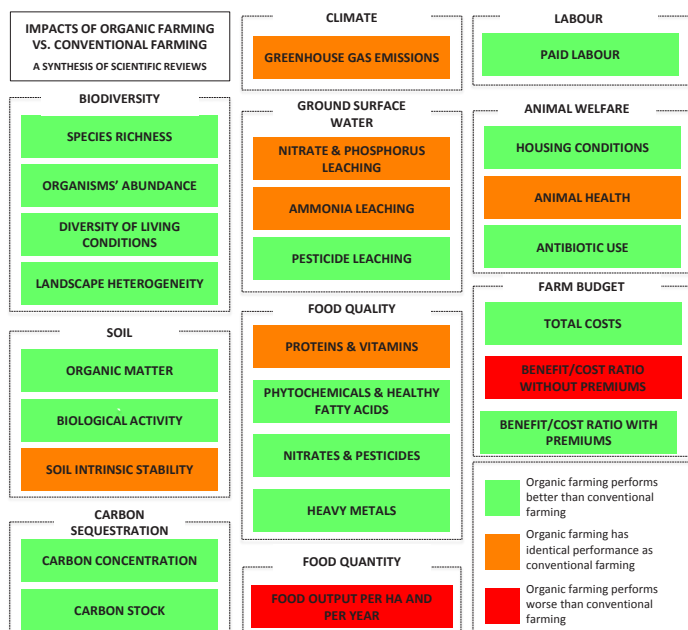 IMPACTS OF ORGANIC FARMING
VS. CONVENTIONAL FARMING
A SYNTHESIS OF SCIENTIFIC REVIEWS
BIODIVERSITY
SPECIES RICHNESS
ORGANISMS' ABUNDANCE
DIVERSITY OF LIVING
CONDITIONS
LANDSCAPE HETEROGENEITY
SOIL
ORGANIC MATTER
BIOLOGICAL ACTIVITY
SOIL INTRINSIC STABILITY
CARBON
SEQUESTRATION
CARBON CONCENTRATION
CARBON STOCK
CLIMATE
GREENHOUSE GAS EMISSIONS
GROUND SURFACE
WATER
NITRATE & PHOSPHORUS
LEACHING
AMMONIA LEACHING
PESTICIDE LEACHING
FOOD QUALITY
PROTEINS & VITAMINS
PHYTOCHEMICALS & HEALTHY
FATTY ACIDS
NITRATES & PESTICIDES
HEAVY METALS
FOOD QUANTITY
FOOD OUTPUT PER HA AND
PER YEAR
LABOUR
PAID LABOUR
ANIMAL WELFARE
HOUSING CONDITIONS
ANIMAL HEALTH
ANTIBIOTIC USE
FARM BUDGET
TOTAL COSTS
BENEFIT/COST RATIO
WITHOUT PREMIUMS
BENEFIT/COST RATIO WITH
PREMIUMS
Organic farming performs
better than conventional
farming
Organic farming has
identical performance as
conventional farming
Organic farming performs
worse than conventional
farming